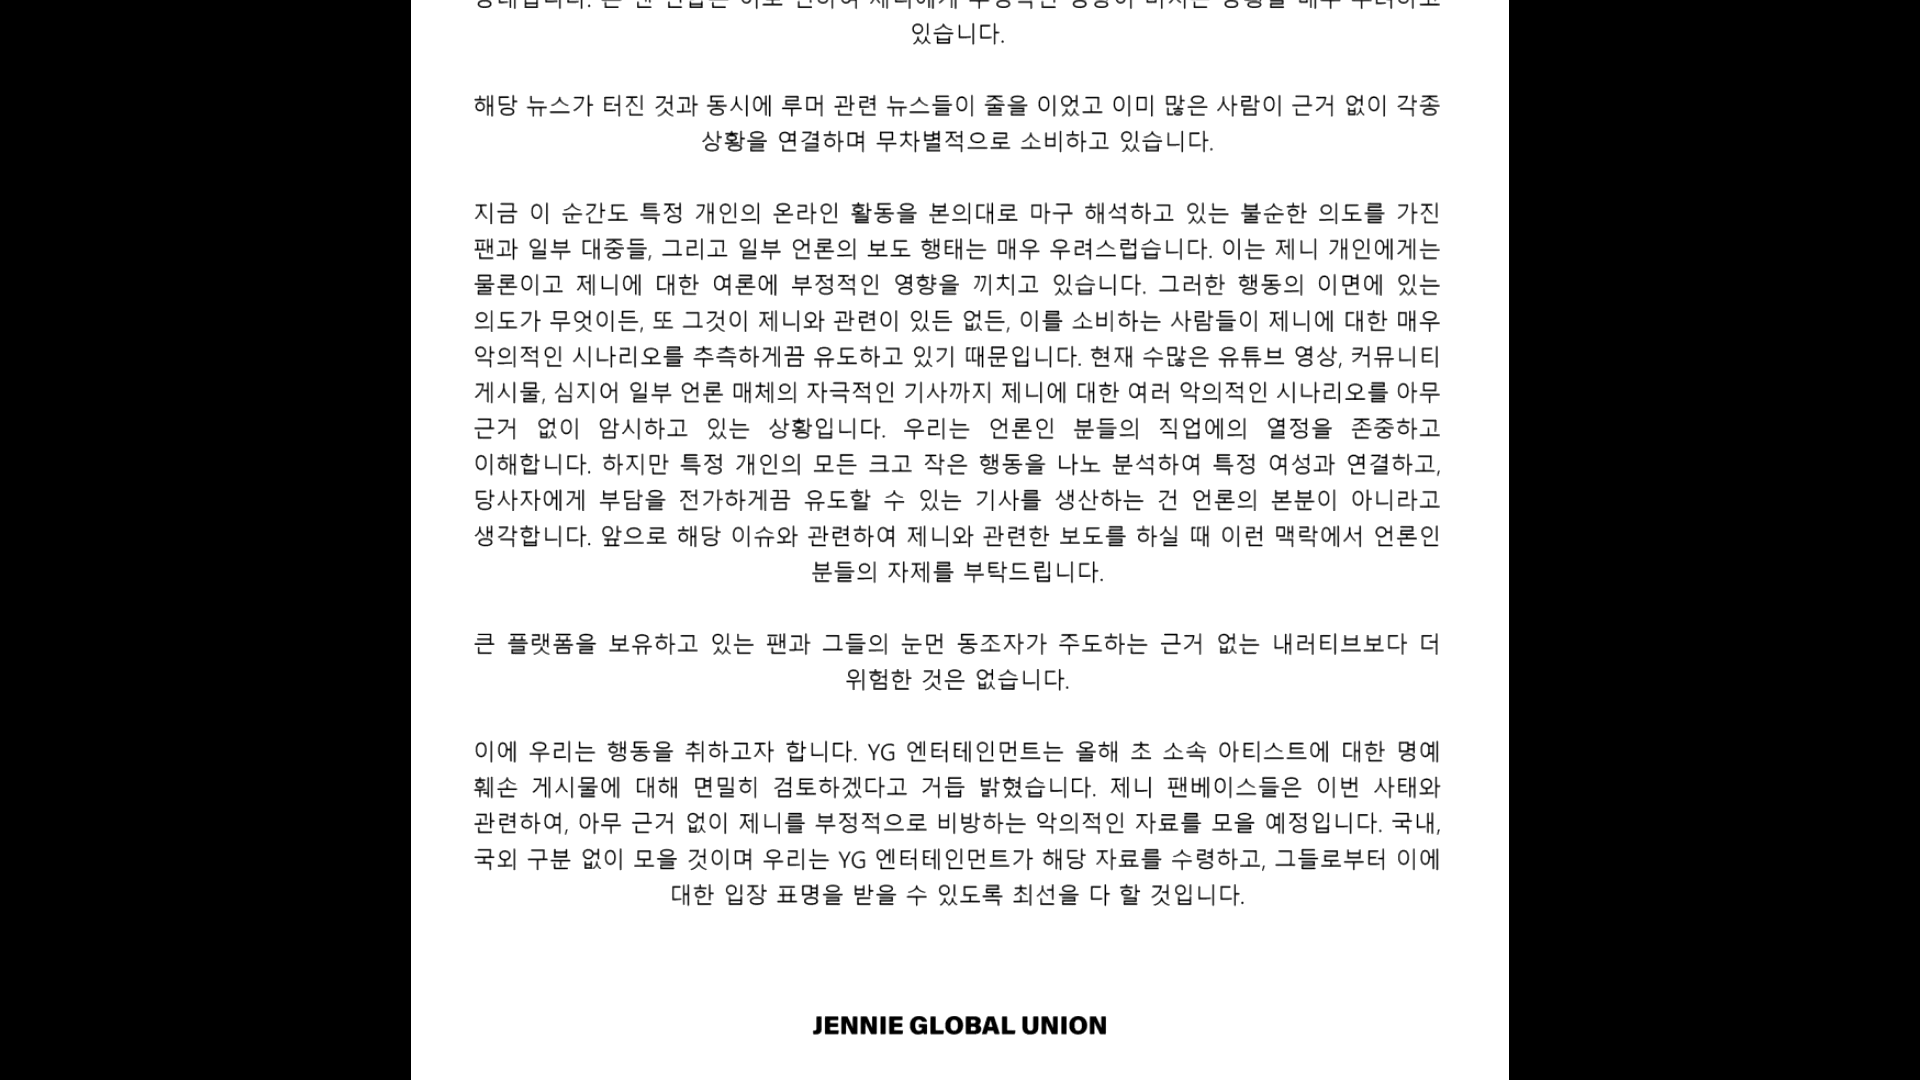 있습니다.
해당 뉴스가 터진 것과 동시에 루머 관련 뉴스들이 줄을 이었고 이미 많은 사람이 근거 없이 각종
상황을 연결하며 무차별적으로 소비하고 있습니다.
지금 이 순간도 특정 개인의 온라인 활동을 본의대로 마구 해석하고 있는 불순한 의도를 가진
팬과 일부 대중들, 그리고 일부 언론의 보도 행태는 매우 우려스럽습니다. 이는 제니 개인에게는
물론이고 제니에 대한 여론에 부정적인 영향을 끼치고 있습니다. 그러한 행동의 이면에 있는
의도가 무엇이든, 또 그것이 제니와 관련이 있든 없든, 이를 소비하는 사람들이 제니에 대한 매우
악의적인 시나리오를 추측하게끔 유도하고 있기 때문입니다. 현재 수많은 유튜브 영상, 커뮤니티
게시물, 심지어 일부 언론 매체의 자극적인 기사까지 제니에 대한 여러 악의적인 시나리오를 아무
근거 없이 암시하고 있는 상황입니다. 우리는 언론인 분들의 직업에의 열정을 존중하고
이해합니다. 하지만 특정 개인의 모든 크고 작은 행동을 나노 분석하여 특정 여성과 연결하고,
당사자에게 부담을 전가하게끔 유도할 수 있는 기사를 생산하는 건 언론의 본분이 아니라고
생각합니다. 앞으로 해당 이슈와 관련하여 제니와 관련한 보도를 하실 때 이런 맥락에서 언론인
분들의 자제를 부탁드립니다.
큰 플랫폼을 보유하고 있는 팬과 그들의 눈먼 동조자가 주도하는 근거 없는 내러티브보다 더
위험한 것은 없습니다.
이에 우리는 행동을 취하고자 합니다. YG 엔터테인먼트는 올해 초 소속 아티스트에 대한 명예
훼손 게시물에 대해 면밀히 검토하겠다고 거듭 밝혔습니다. 제니 팬베이스들은 이번 사태와
관련하여, 아무 근거 없이 제니를 부정적으로 비방하는 악의적인 자료를 모을 예정입니다. 국내,
국외 구분 없이 모을 것이며 우리는 YG 엔터테인먼트가 해당 자료를 수령하고, 그들로부터 이에
대한 입장 표명을 받을 수 있도록 최선을 다 할 것입니다.
JENNIE GLOBAL UNION